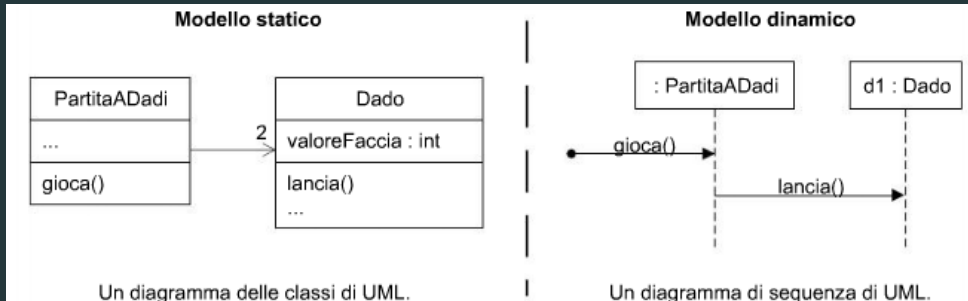 Modello statico
PartitaADadi
...
gioca()
2
Dado
valoreFaccia : int
lancia()
...
Un diagramma delle classi di UML.
Modello dinamico
: PartitaADadi
d1 : Dado
gioca()
lancia()
Un diagramma di sequenza di UML.